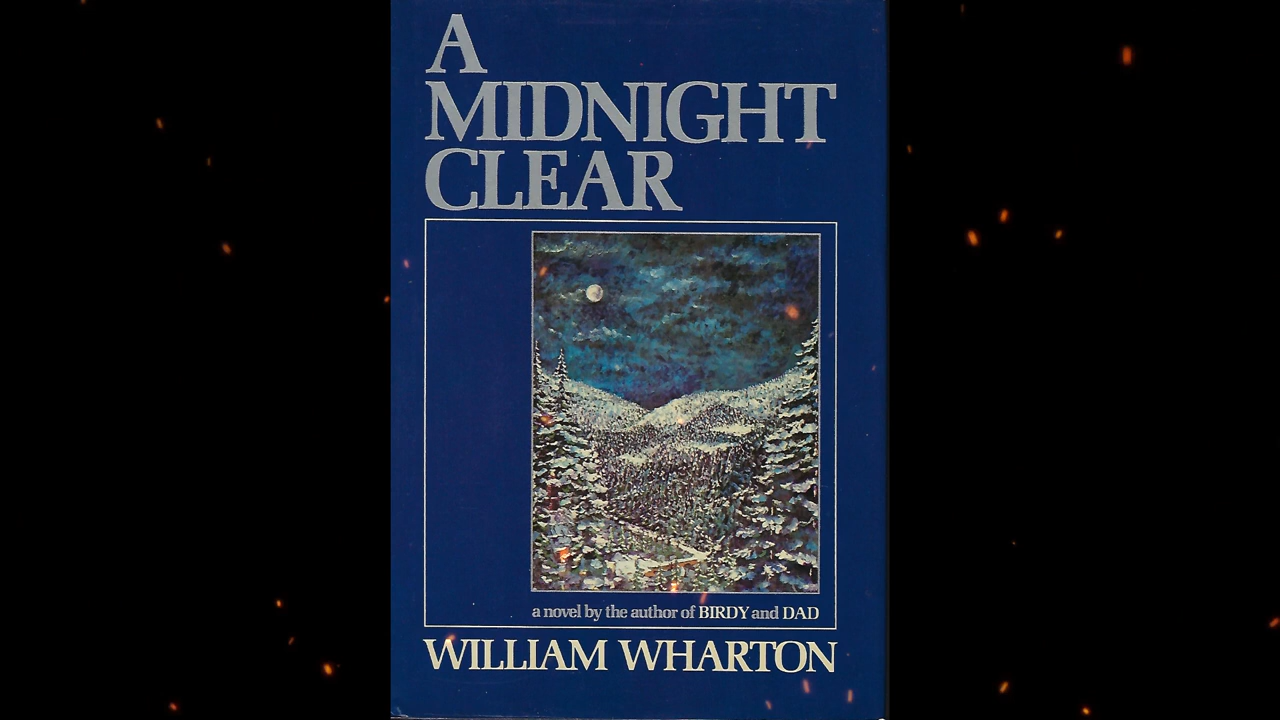 A
MIDNIGHT
CLEAR
a novel by the author of BIRDY and DAD
WILLIAM WHARTON